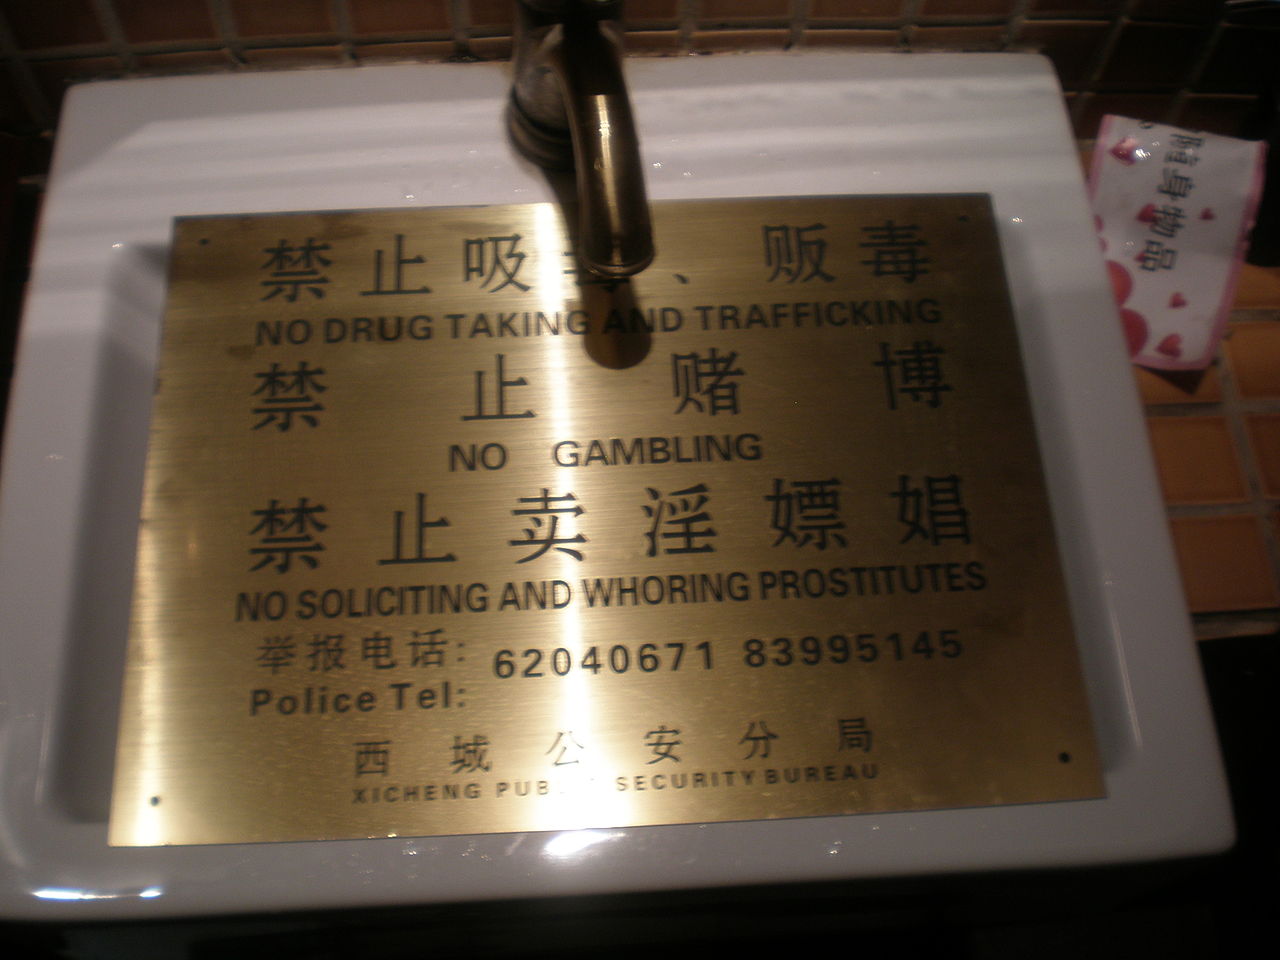 禁止吸毒、贩毒
NO DRUG TAKING AND TRAFFICKING
禁止赌博
NO GAMBLING
禁止卖淫嫖娼
NO SOLICITING AND WHORING PROSTITUTES
举报电话: 62040671 83995145
Police Tel:
西城公安分局
XICHENG PUBLIC SECURITY BUREAU
随身物品